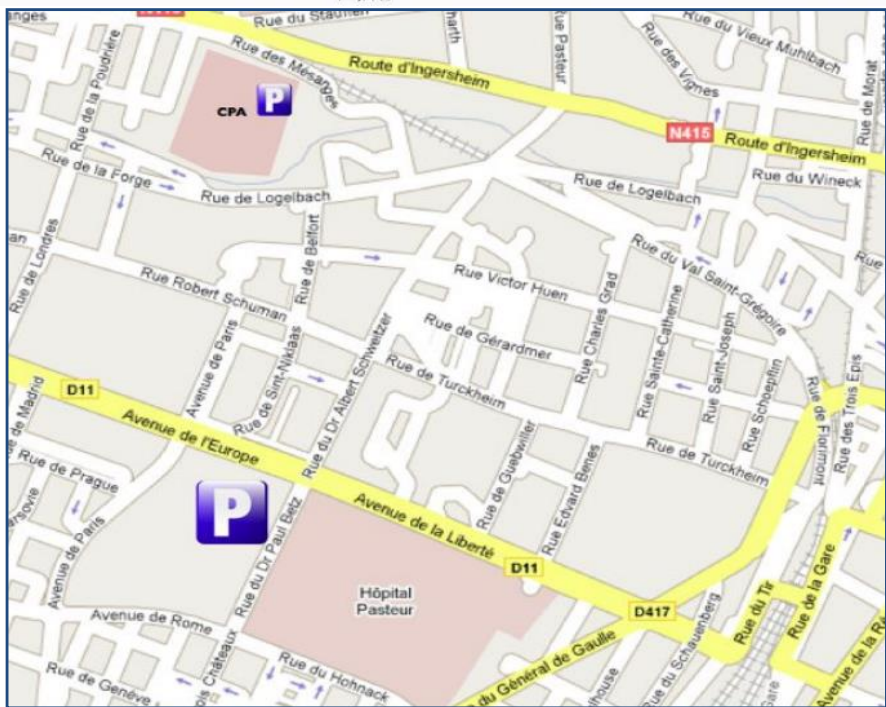 Rue du Stauffen
Rue Pasteur
Rue du Vieux Muhlbach
Rue des Vignes
Rue de Morat
Rue de la Poudrière
Rue des Mésanges
Route d'Ingersheim
CPA
P
N415
Route d'Ingersheim
Rue de la Forge
Rue de Logelbach
Rue de Logelbach
Rue du Wineck
Rue de Londres
Rue de Belfort
Rue du Val Saint-Grégoire
Rue Robert Schuman
Rue Victor Huen
Rue Charles Grad
Rue Sainte-Catherine
Rue Saint-Joseph
Rue Schoepflin
Rue de Gérardmer
Avenue de Paris
Rue de Sint-Niklaas
Rue du Dr Albert Schweitzer
Rue de Turckheim
D11
Avenue de l'Europe
Rue de Florimont
Rue des Trois Epis
de Madrid
Rue de Prague
Rue de Guebwiller
Rue Edvard Benes
Rue de Turckheim
P
Avenue de la Liberté
Avenue de Paris
Rue du Dr Paul Betz
D11
Hôpital
Pasteur
D417
Rue du Tir
Rue de la Gare
Avenue de Rome
Rue du Hohnack
du Général de Gaulle
Rue du Schauenberg
Rue de Genève
Châteaux
Gare